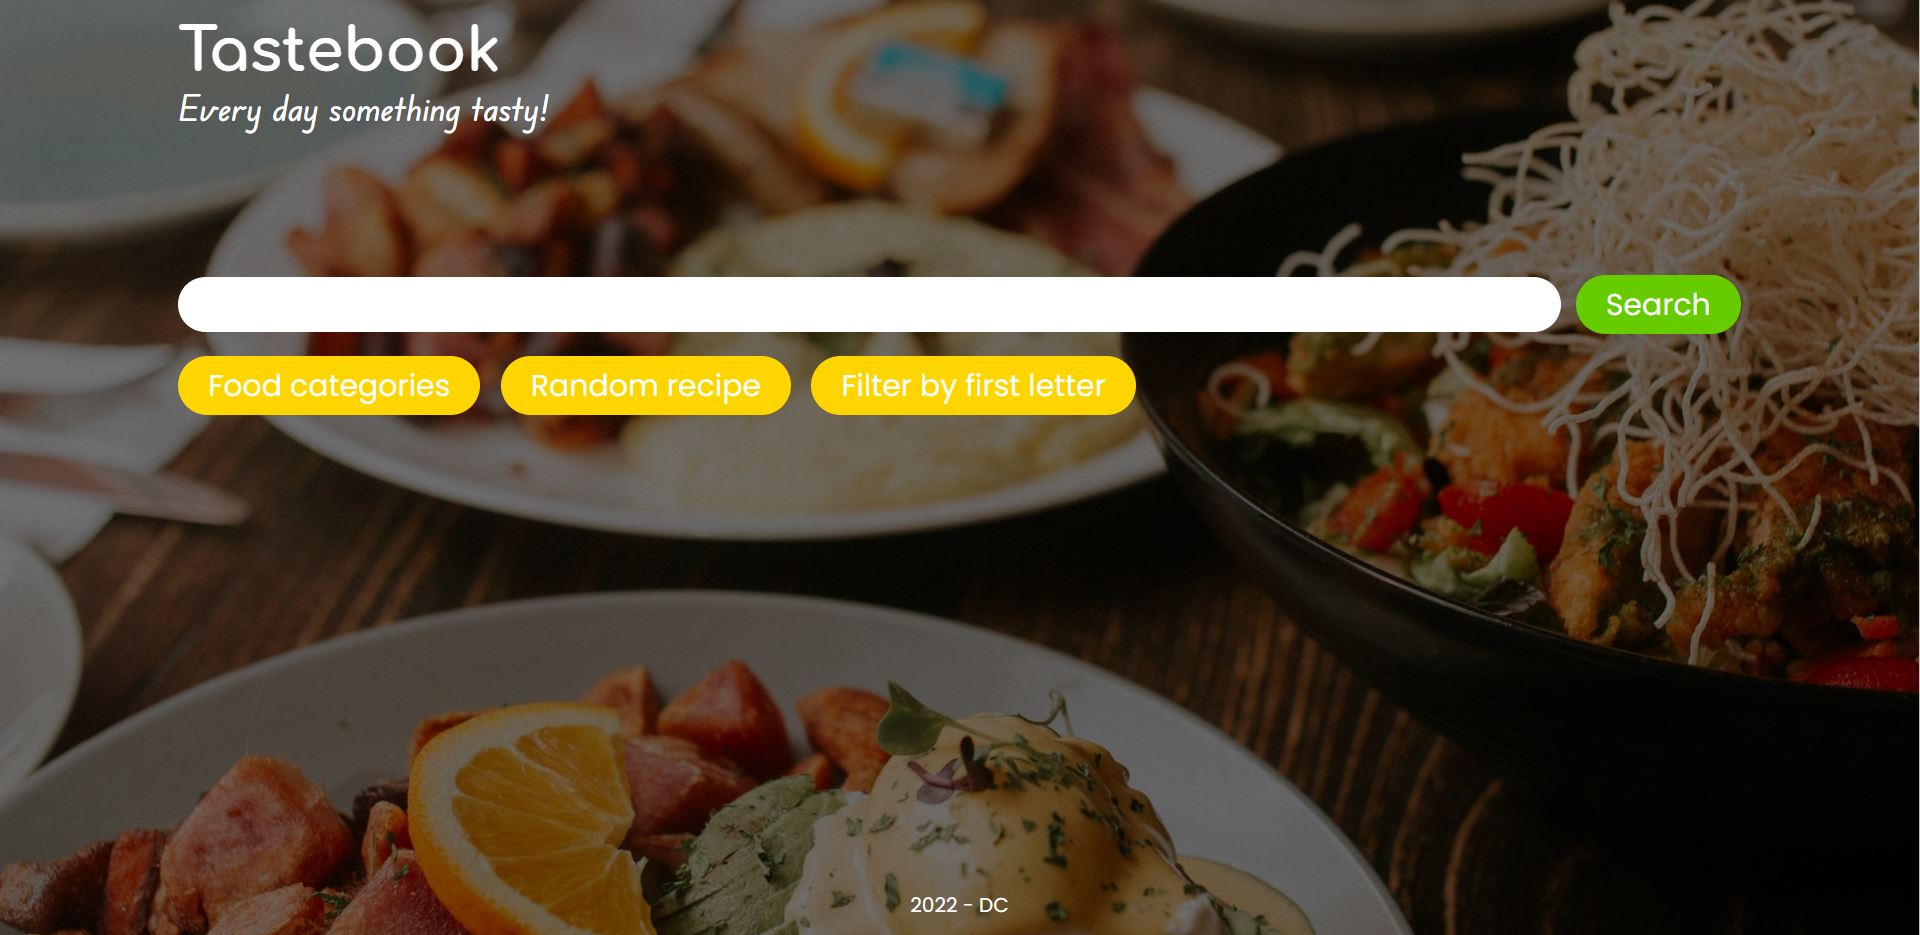 Tastebook
Every day something tasty!
Search
Food categories
Random recipe
Filter by first letter
2022 - DC